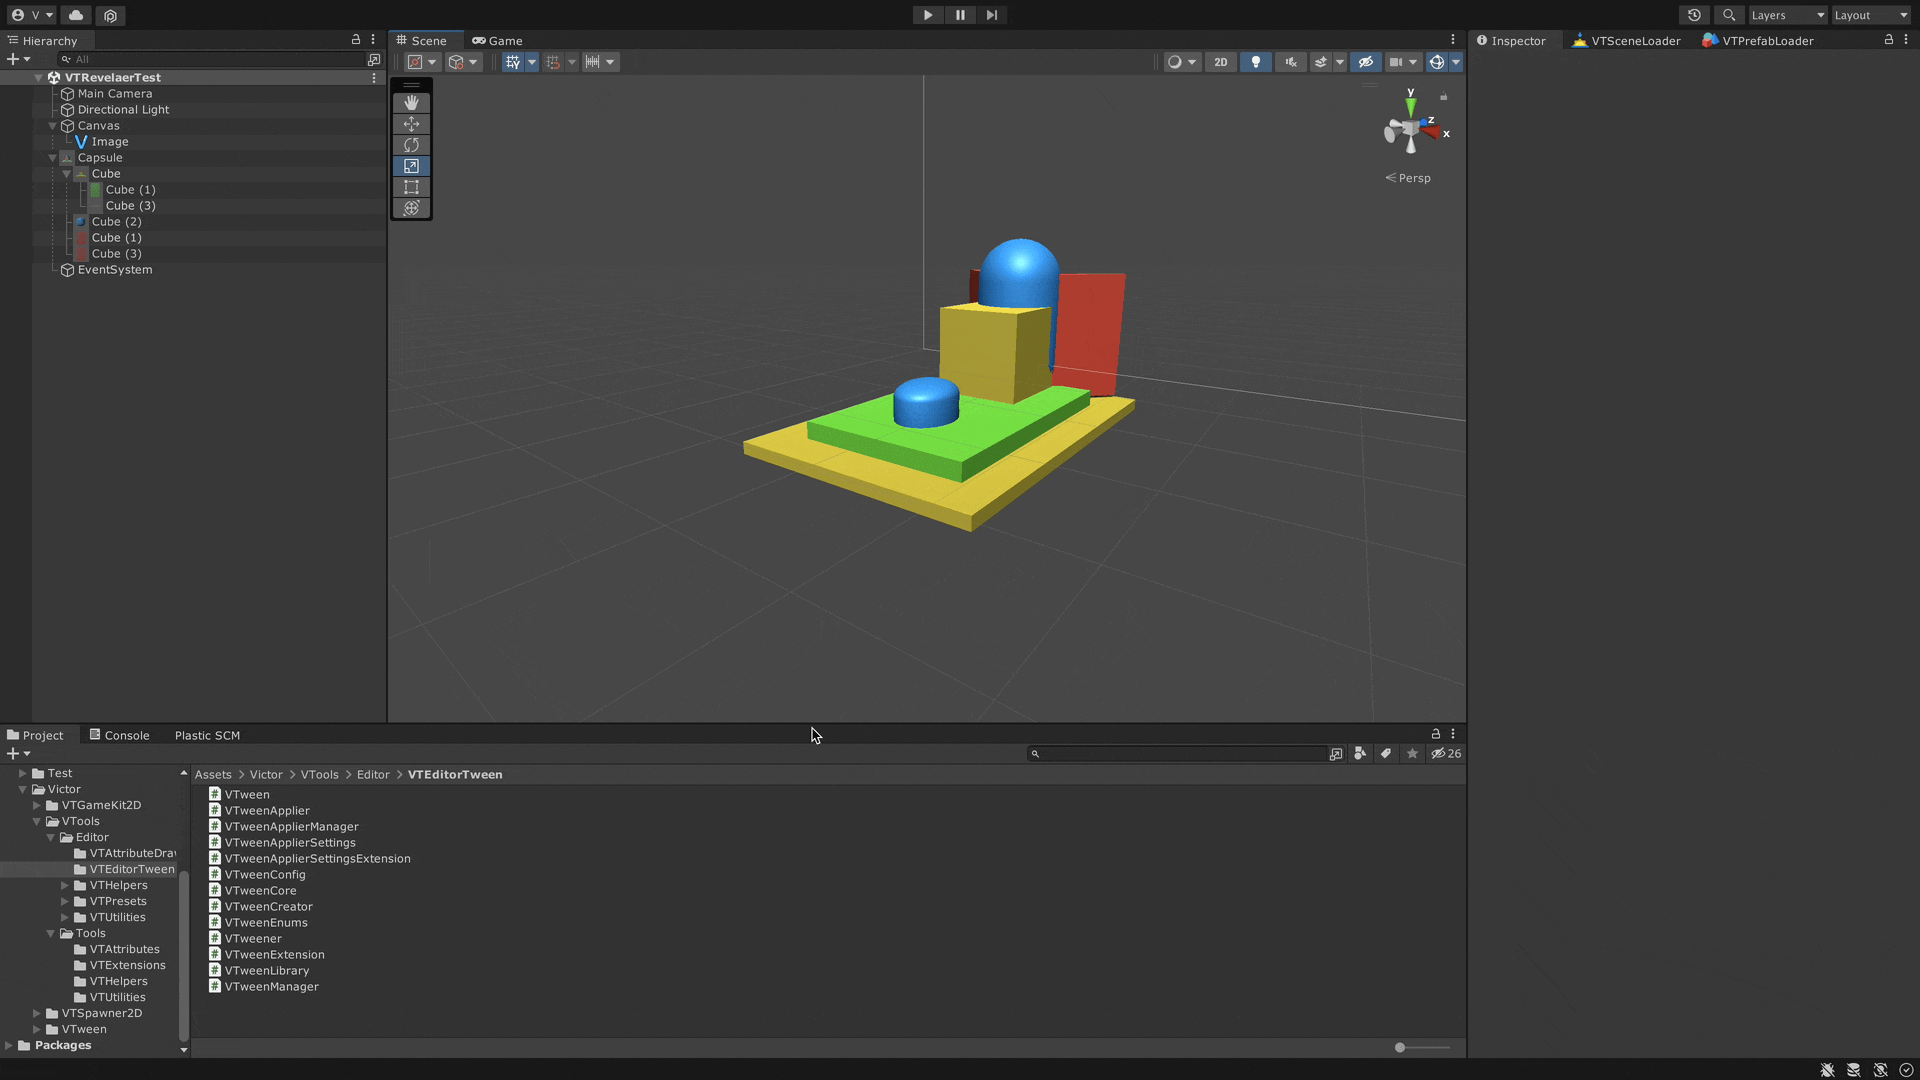 V
Layers
Layout
Hierarchy
Scene
Game
Inspector
VTSceneLoader
VTPrefabLoader
All
2D
VTRevelaerTest
Main Camera
Directional Light
Canvas
Image
Capsule
Cube
Cube (1)
Cube (3)
Cube (2)
Cube (1)
Cube (3)
EventSystem
y
z
x
Persp
Project
Console
Plastic SCM
26
Test
Victor
VTGameKit2D
VTools
Editor
VTAttributeDra
VTEditorTween
VTHelpers
VTPresets
VTUtilities
Tools
VTAttributes
VTExtensions
VTHelpers
VTUtilities
VTSpawner2D
VTween
Packages
Assets > Victor > VTools > Editor > VTEditorTween
VTween
VTweenApplier
VTweenApplierManager
VTweenApplierSettings
VTweenApplierSettingsExtension
VTweenConfig
VTweenCore
VTweenCreator
VTweenEnums
VTweener
VTweenExtension
VTweenLibrary
VTweenManager